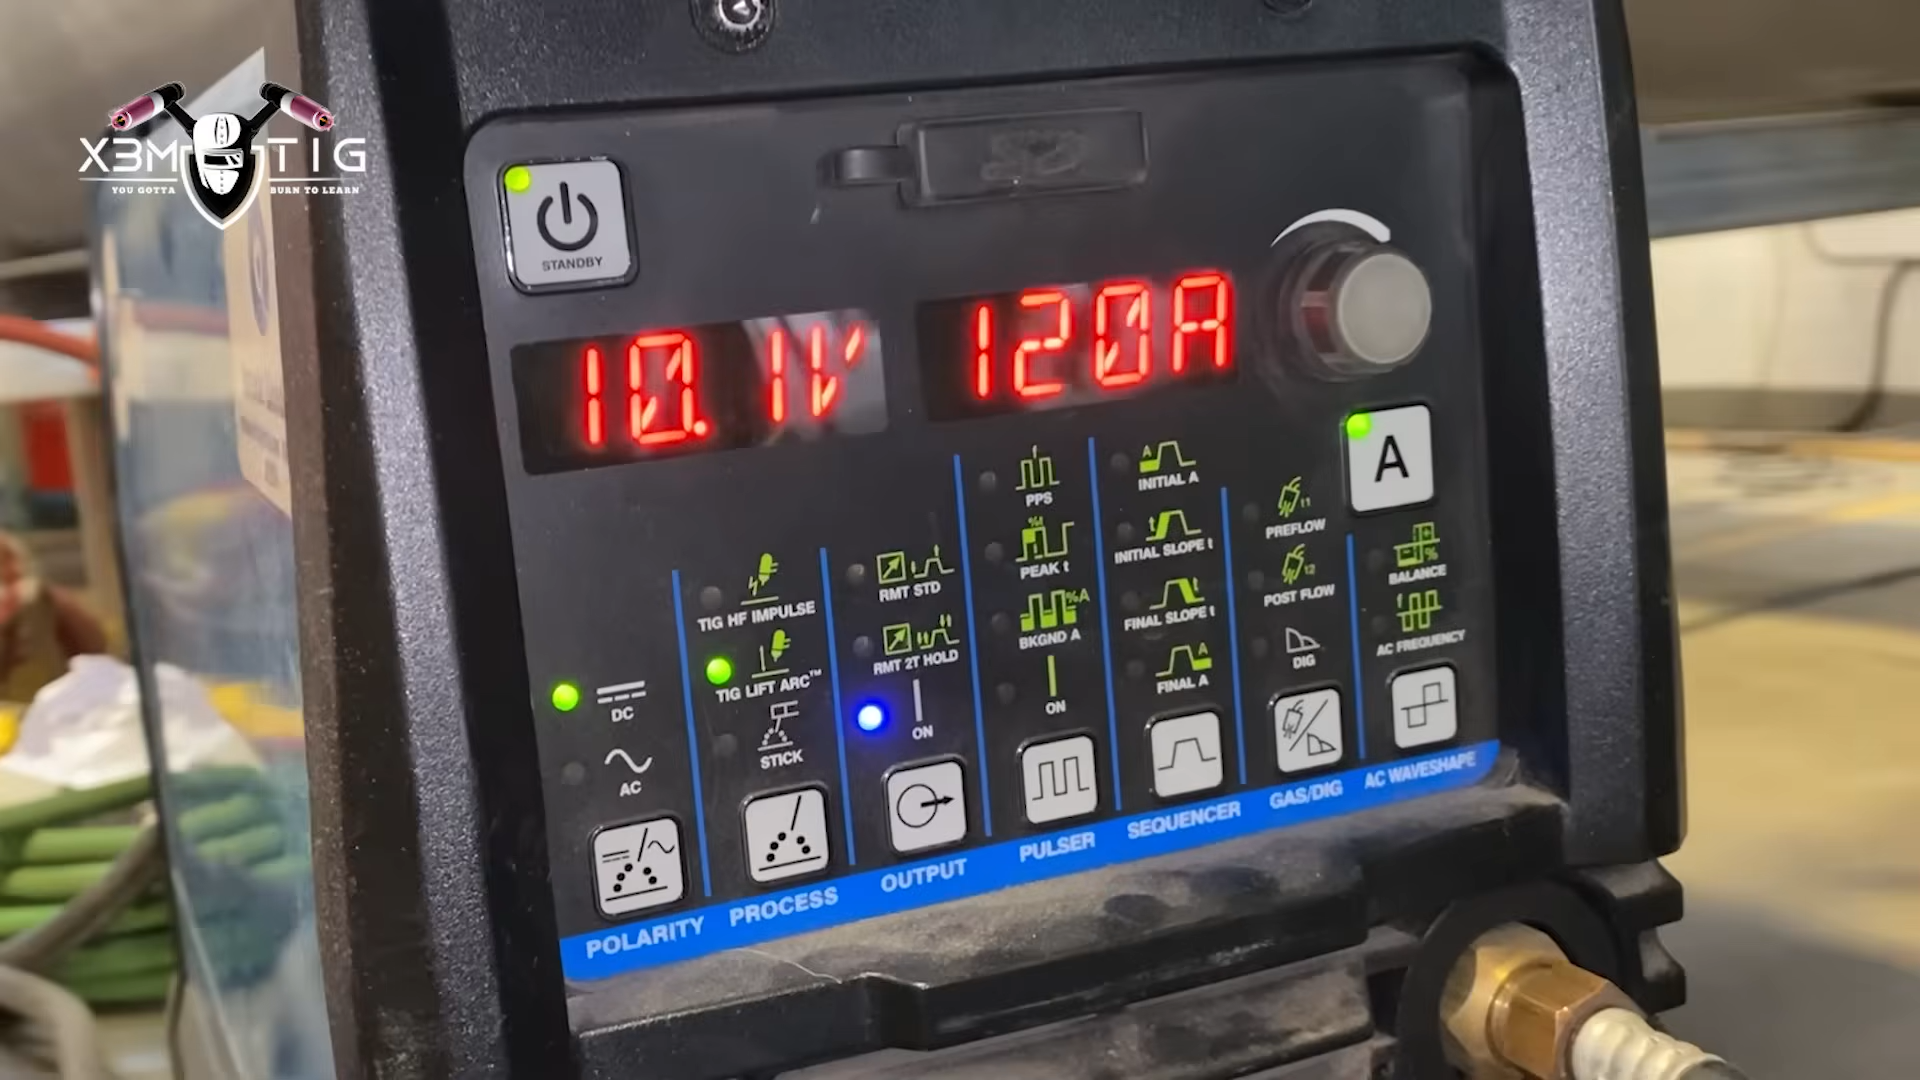 X3M TIG
YOU GOTTA BURN TO LEARN
STANDBY
10.1V
120A
A
DC
AC
POLARITY
TIG HF IMPULSE
TIG LIFT ARC™
STICK
PROCESS
RMT STD
RMT 2T HOLD
ON
OUTPUT
PPS
%t
PEAK t
%A
BKGND A
ON
PULSER
A
INITIAL A
t
INITIAL SLOPE t
t
FINAL SLOPE t
A
FINAL A
SEQUENCER
PREFLOW
POST FLOW
DIG
GAS/DIG
%
BALANCE
AC FREQUENCY
AC WAVESHAPE